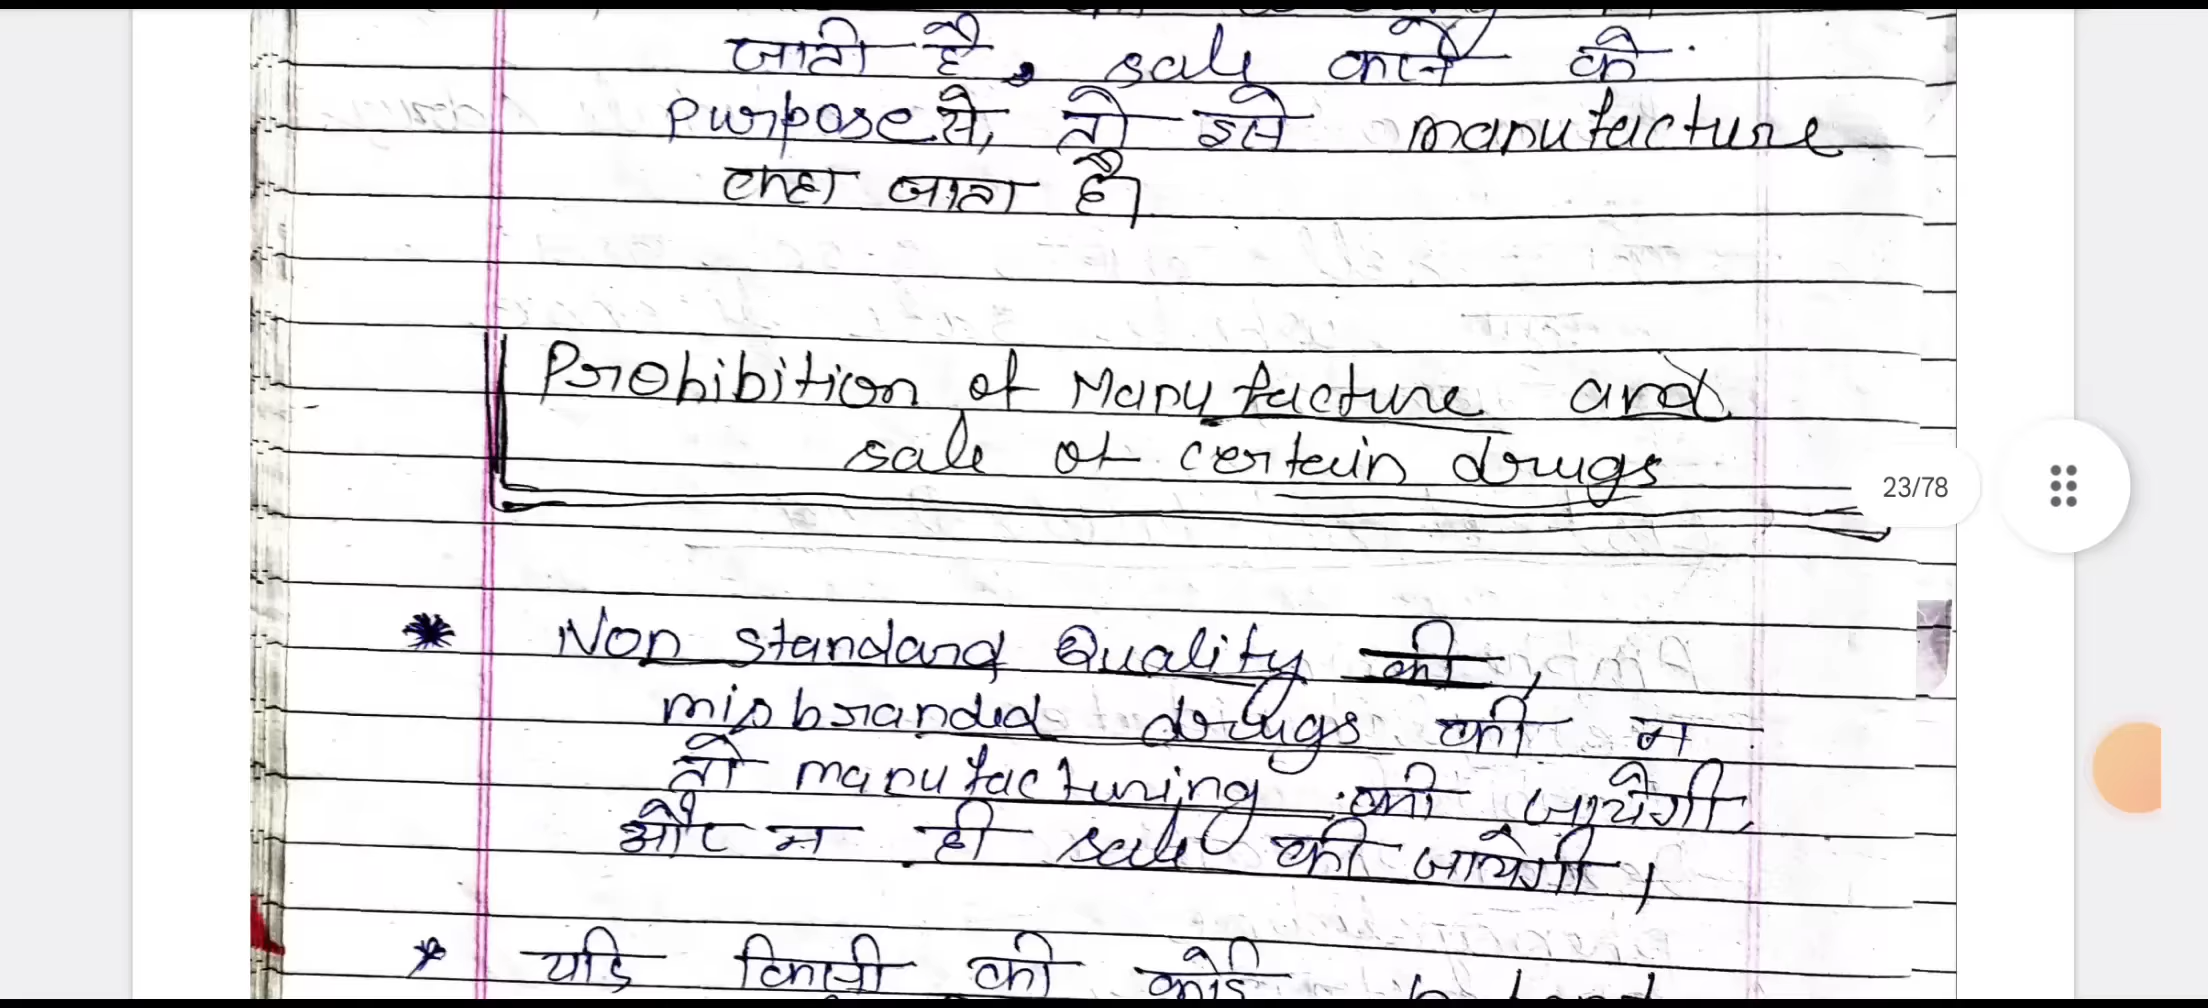 जाती है, sale करने के
purpose से, तो इसे manufacture
कहा जाता है।
Prohibition of Manufacture and
sale of certain drugs
23/78
* Non standard Quality की,
misbranded drugs की न
तो manufacturing की जायेगी,
और न ही sale की जायेगी।
* यदि किसी को कोई